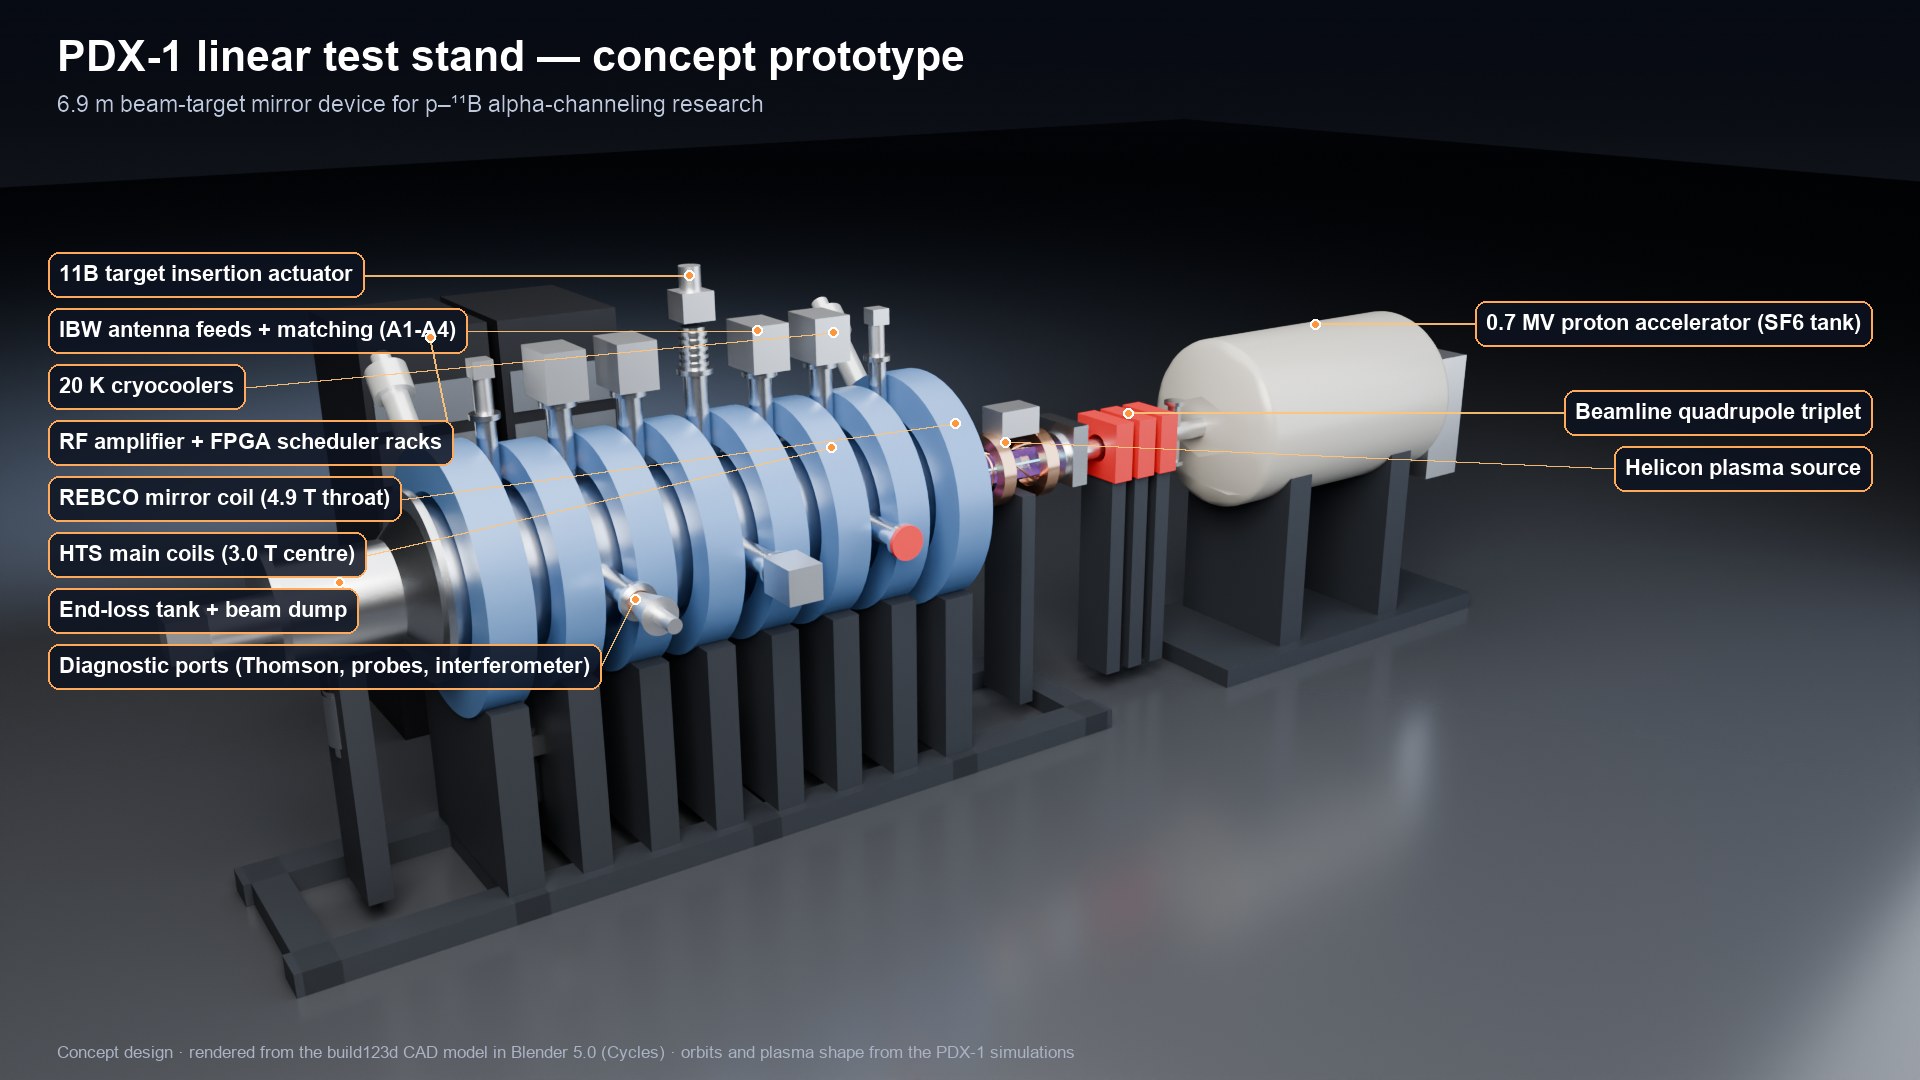 PDX-1 linear test stand — concept prototype
6.9 m beam-target mirror device for p–¹¹B alpha-channeling research
11B target insertion actuator
IBW antenna feeds + matching (A1-A4)
20 K cryocoolers
RF amplifier + FPGA scheduler racks
REBCO mirror coil (4.9 T throat)
HTS main coils (3.0 T centre)
End-loss tank + beam dump
Diagnostic ports (Thomson, probes, interferometer)
0.7 MV proton accelerator (SF6 tank)
Beamline quadrupole triplet
Helicon plasma source
Concept design · rendered from the build123d CAD model in Blender 5.0 (Cycles) · orbits and plasma shape from the PDX-1 simulations